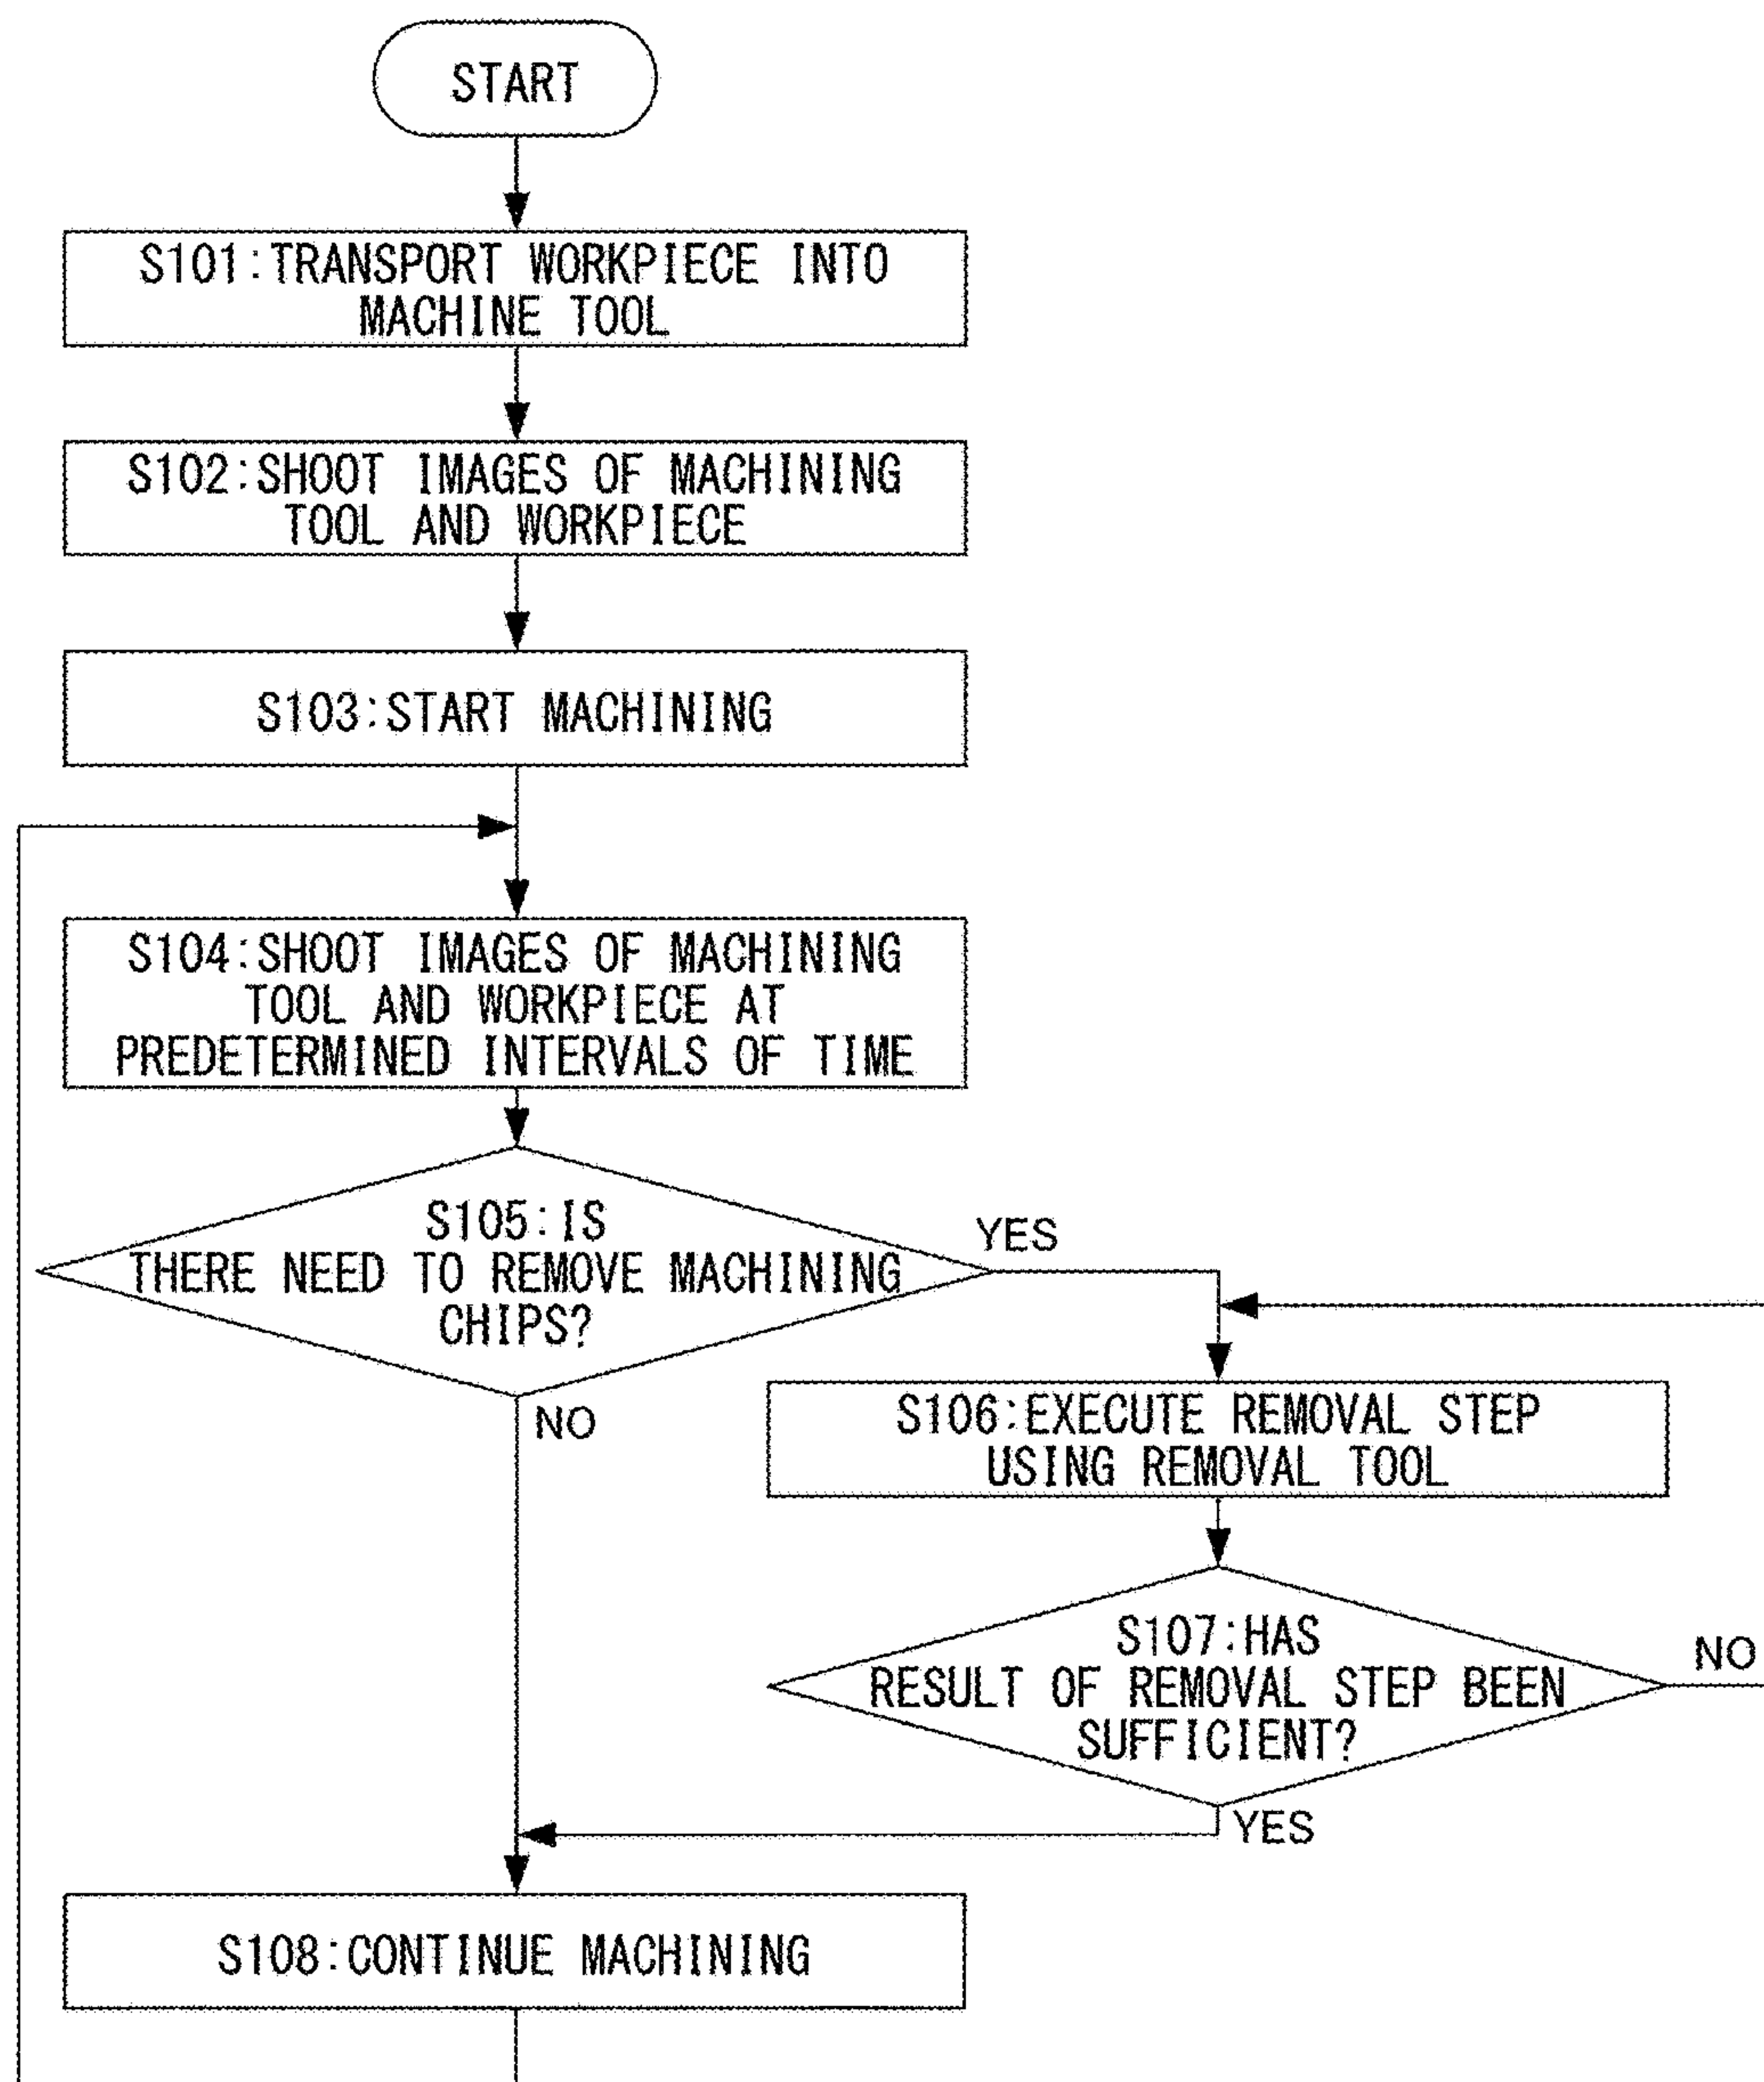 START
S101:TRANSPORT WORKPIECE INTO
MACHINE TOOL
S102:SHOOT IMAGES OF MACHINING
TOOL AND WORKPIECE
S103:START MACHINING
S104:SHOOT IMAGES OF MACHINING
TOOL AND WORKPIECE AT
PREDETERMINED INTERVALS OF TIME
S105:IS
THERE NEED TO REMOVE MACHINING
CHIPS?
YES
NO
S106:EXECUTE REMOVAL STEP
USING REMOVAL TOOL
S107:HAS
RESULT OF REMOVAL STEP BEEN
SUFFICIENT?
NO
YES
S108:CONTINUE MACHINING